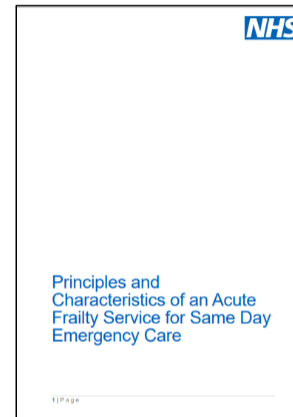 NHS
Principles and
Characteristics of an Acute
Frailty Service for Same Day
Emergency Care
1 | Page